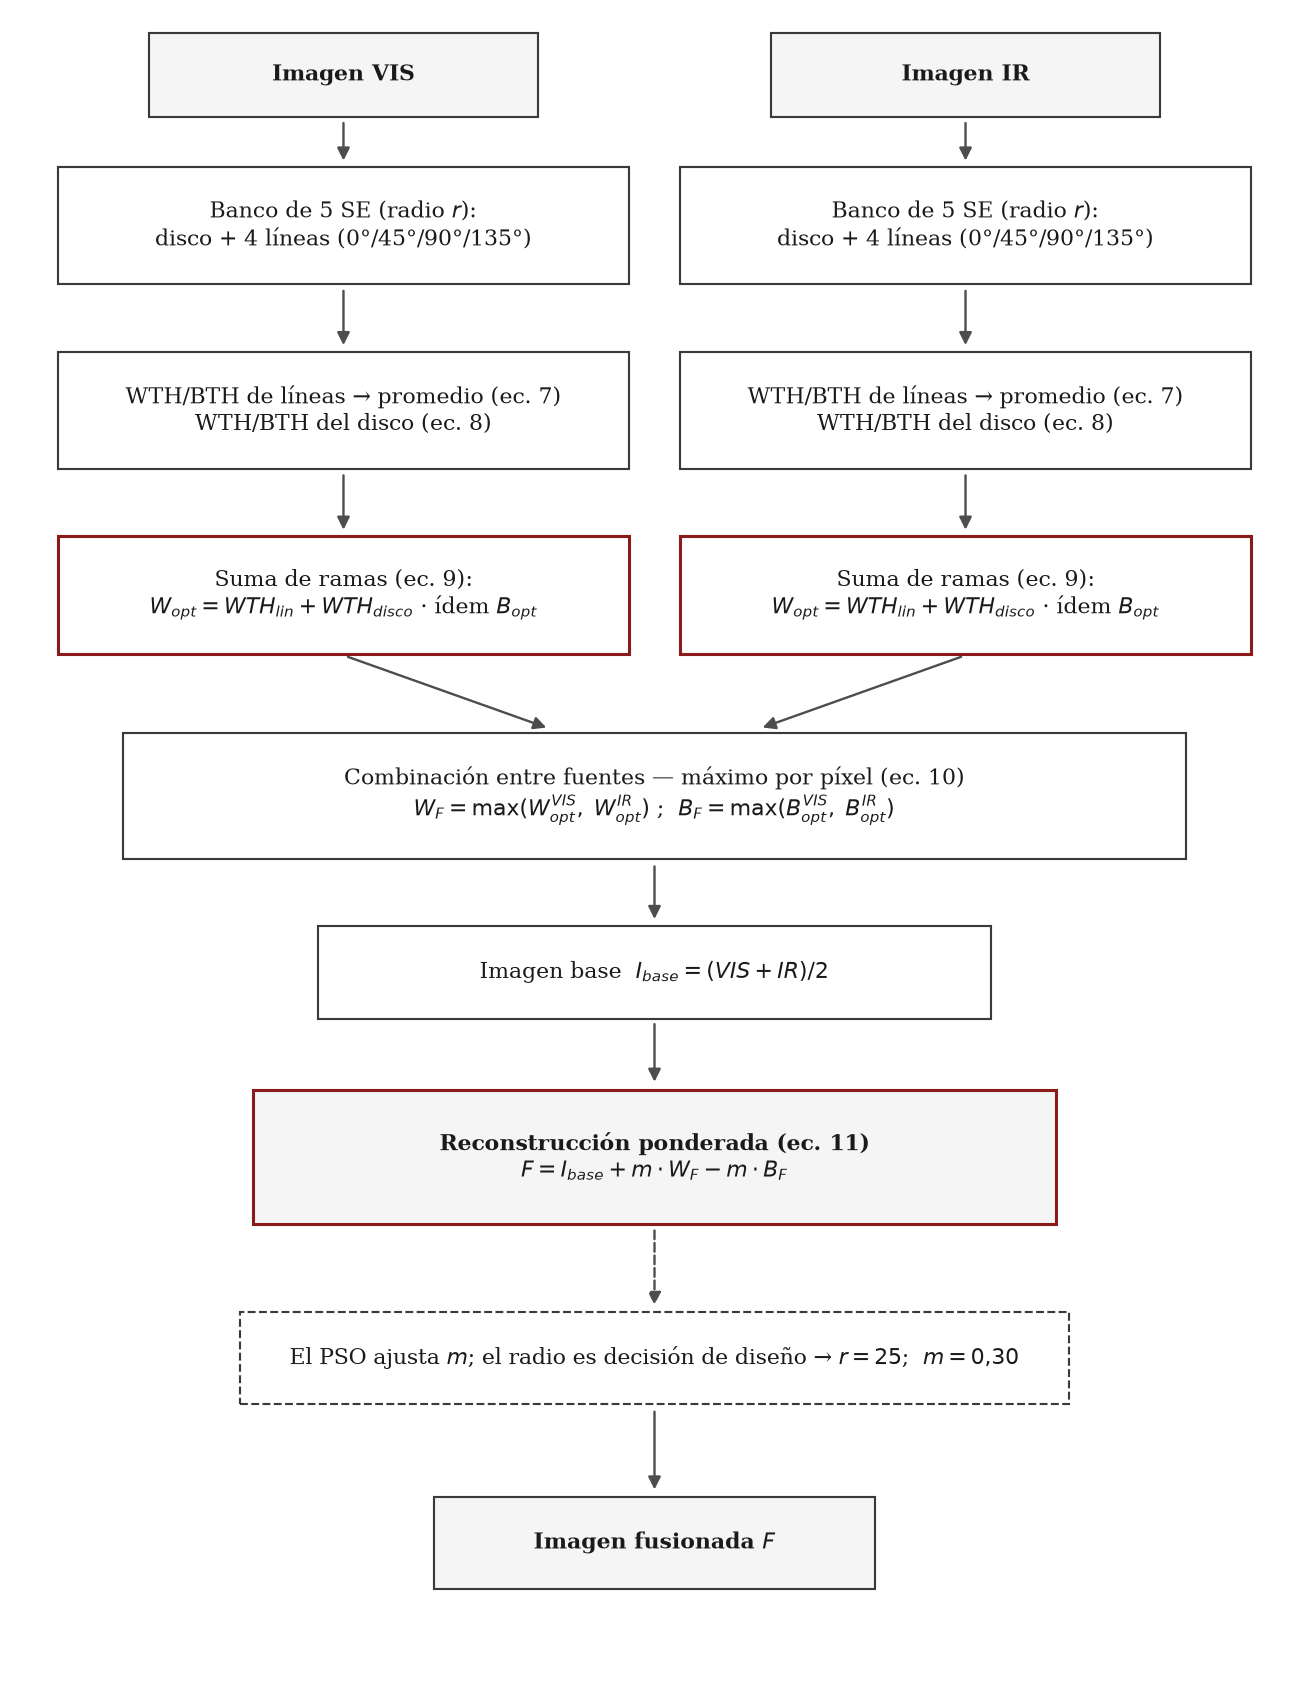 Imagen VIS
Imagen IR
Banco de 5 SE (radio r):
disco + 4 líneas (0°/45°/90°/135°)
Banco de 5 SE (radio r):
disco + 4 líneas (0°/45°/90°/135°)
WTH/BTH de líneas → promedio (ec. 7)
WTH/BTH del disco (ec. 8)
WTH/BTH de líneas → promedio (ec. 7)
WTH/BTH del disco (ec. 8)
Suma de ramas (ec. 9):
W_opt = WTH_lin + WTH_disco · ídem B_opt
Suma de ramas (ec. 9):
W_opt = WTH_lin + WTH_disco · ídem B_opt
Combinación entre fuentes — máximo por píxel (ec. 10)
W_F = max(W_opt^VIS, W_opt^IR) ; B_F = max(B_opt^VIS, B_opt^IR)
Imagen base I_base = (VIS + IR)/2
Reconstrucción ponderada (ec. 11)
F = I_base + m · W_F − m · B_F
El PSO ajusta m; el radio es decisión de diseño → r = 25; m = 0,30
Imagen fusionada F